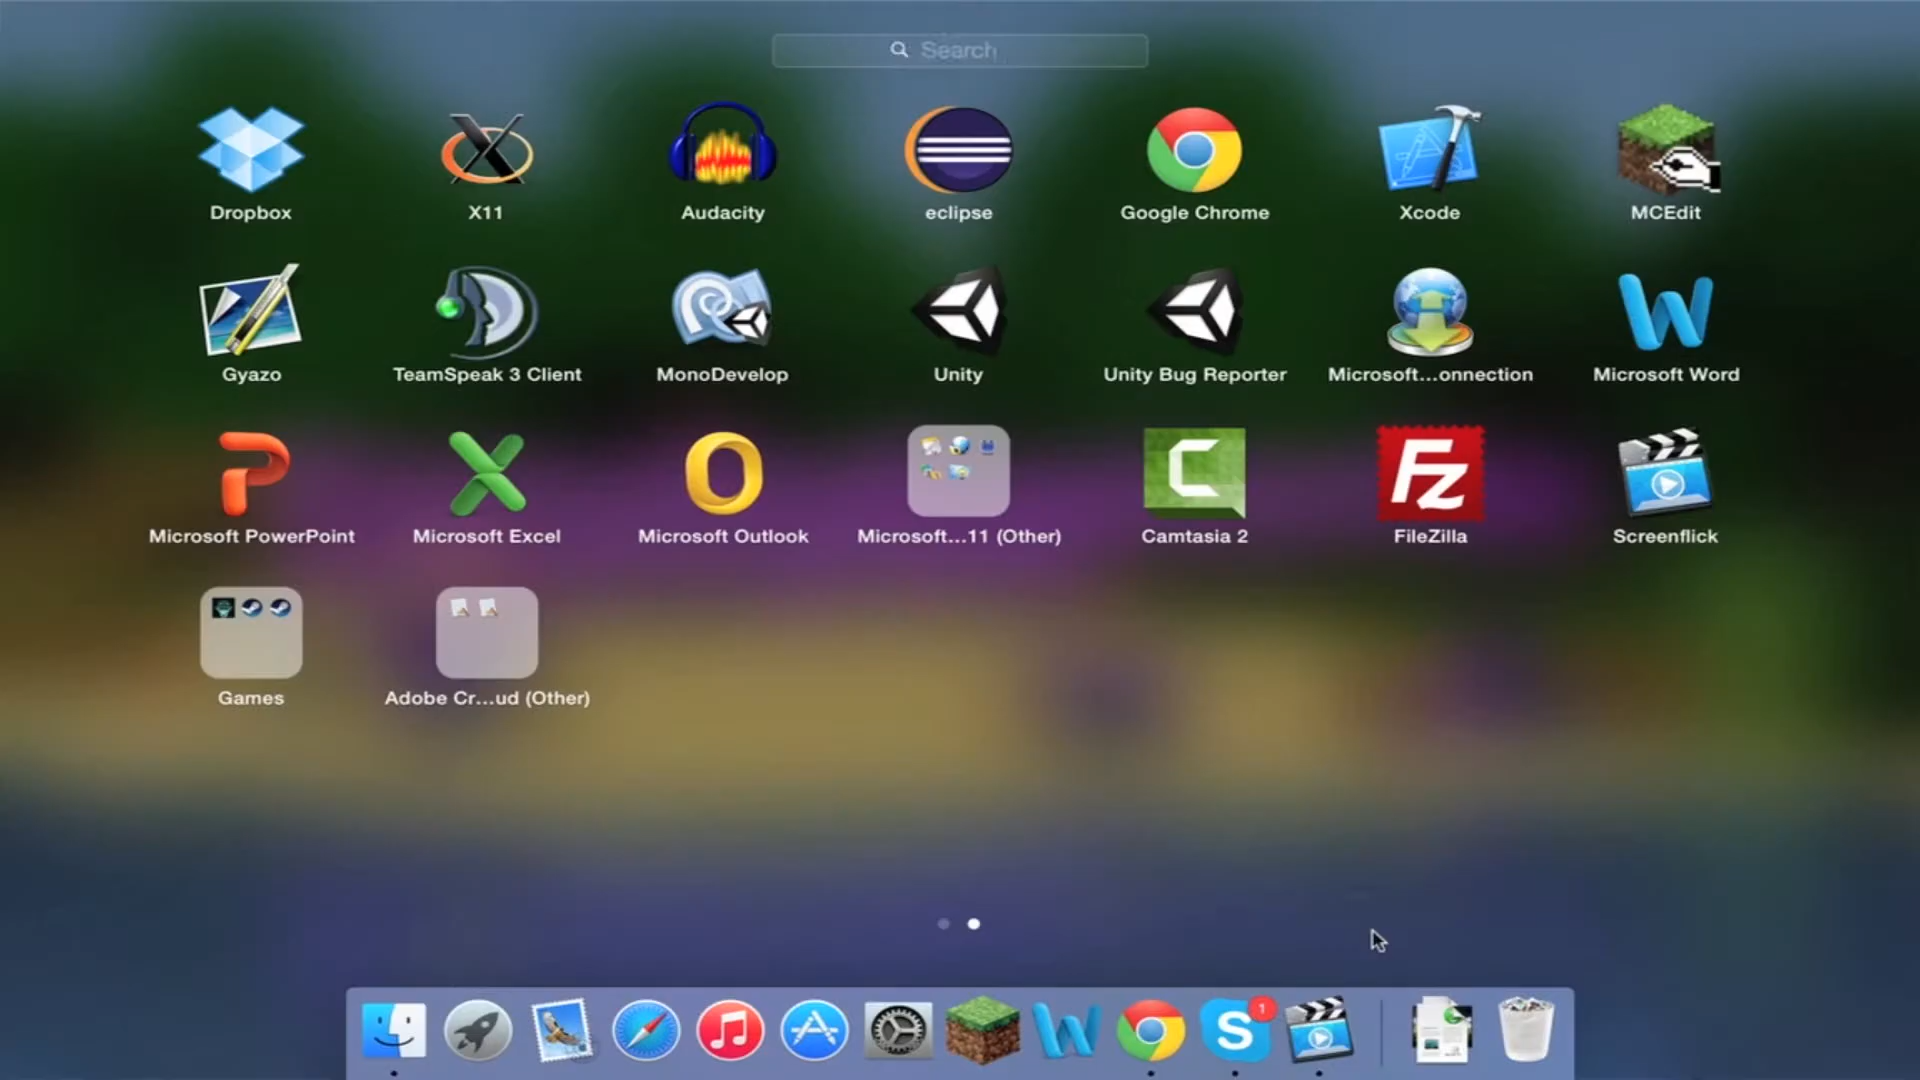 Search
Dropbox
X11
Audacity
eclipse
Google Chrome
Xcode
MCEdit
Gyazo
TeamSpeak 3 Client
MonoDevelop
Unity
Unity Bug Reporter
Microsoft...onnection
Microsoft Word
Microsoft PowerPoint
Microsoft Excel
Microsoft Outlook
Microsoft...11 (Other)
Camtasia 2
FileZilla
Screenflick
Games
Adobe Cr...ud (Other)
1